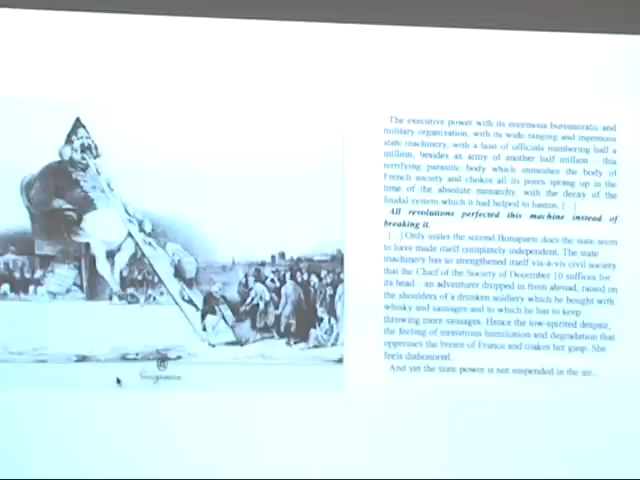 The executive power with its enormous bureaucratic and
military organization, with its wide-ranging and ingenious
state machinery, with a host of officials numbering half a
million, besides an army of another half million – this
terrifying parasitic body which enmeshes the body of
French society and chokes all its pores sprang up in the
time of the absolute monarchy, with the decay of the
feudal system which it had helped to hasten. [...]
All revolutions perfected this machine instead of
breaking it.
[...] Only under the second Bonaparte does the state seem
to have made itself completely independent. The state
machinery has so strengthened itself vis-à-vis civil society
that the Chief of the Society of December 10 suffices for
its head – an adventurer dropped in from abroad, raised on
the shoulders of a drunken soldiery which he bought with
whisky and sausages and to which he has to keep
throwing more sausages. Hence the low-spirited despair,
the feeling of monstrous humiliation and degradation that
oppresses the breast of France and makes her gasp. She
feels dishonored.
And yet the state power is not suspended in the air...
Gargantua